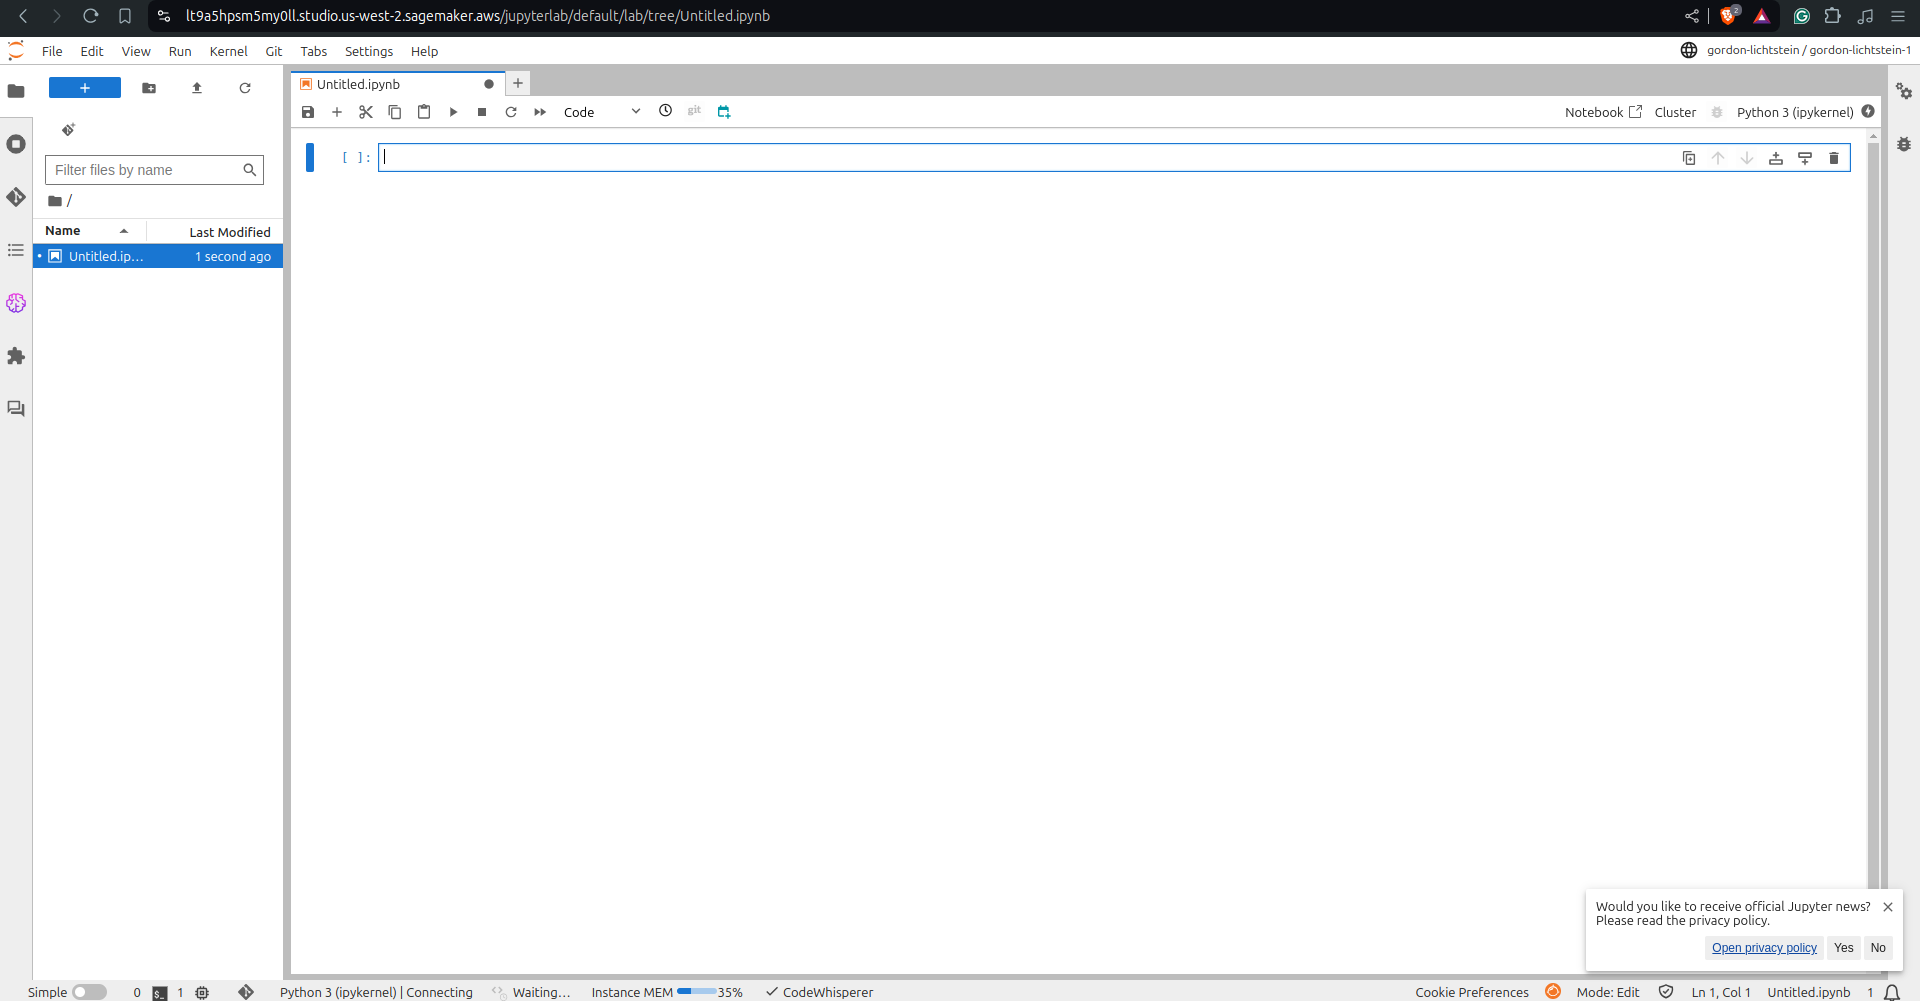 lt9a5hpsm5my0ll.studio.us-west-2.sagemaker.aws/jupyterlab/default/lab/tree/Untitled.ipynb
2
File Edit View Run Kernel Git Tabs Settings Help
gordon-lichtstein / gordon-lichtstein-1
Untitled.ipynb
Code
git
Notebook
Cluster
Python 3 (ipykernel)
Filter files by name
/
Name
Last Modified
Untitled.ip...
1 second ago
[ ]:
Would you like to receive official Jupyter news?
Please read the privacy policy.
Open privacy policy
Yes
No
Simple
0
$_
1
Python 3 (ipykernel) | Connecting
Waiting...
Instance MEM
35%
CodeWhisperer
Cookie Preferences
Mode: Edit
Ln 1, Col 1
Untitled.ipynb
1